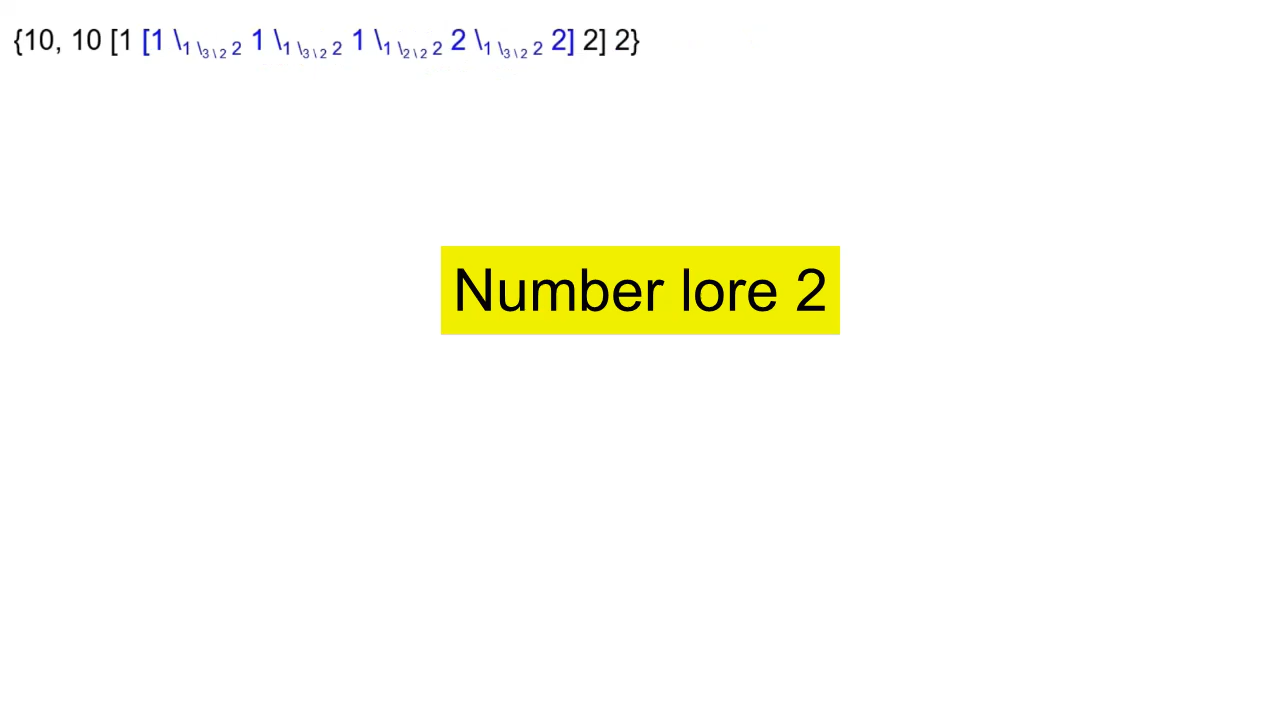 {10, 10 [1 [1 \₁ \₃ \ ₂ ₂ 1 \₁ \₃ \ ₂ ₂ 1 \₁ \₂ \ ₂ ₂ 2 \₁ \₃ \ ₂ ₂ 2] 2] 2}
Number lore 2